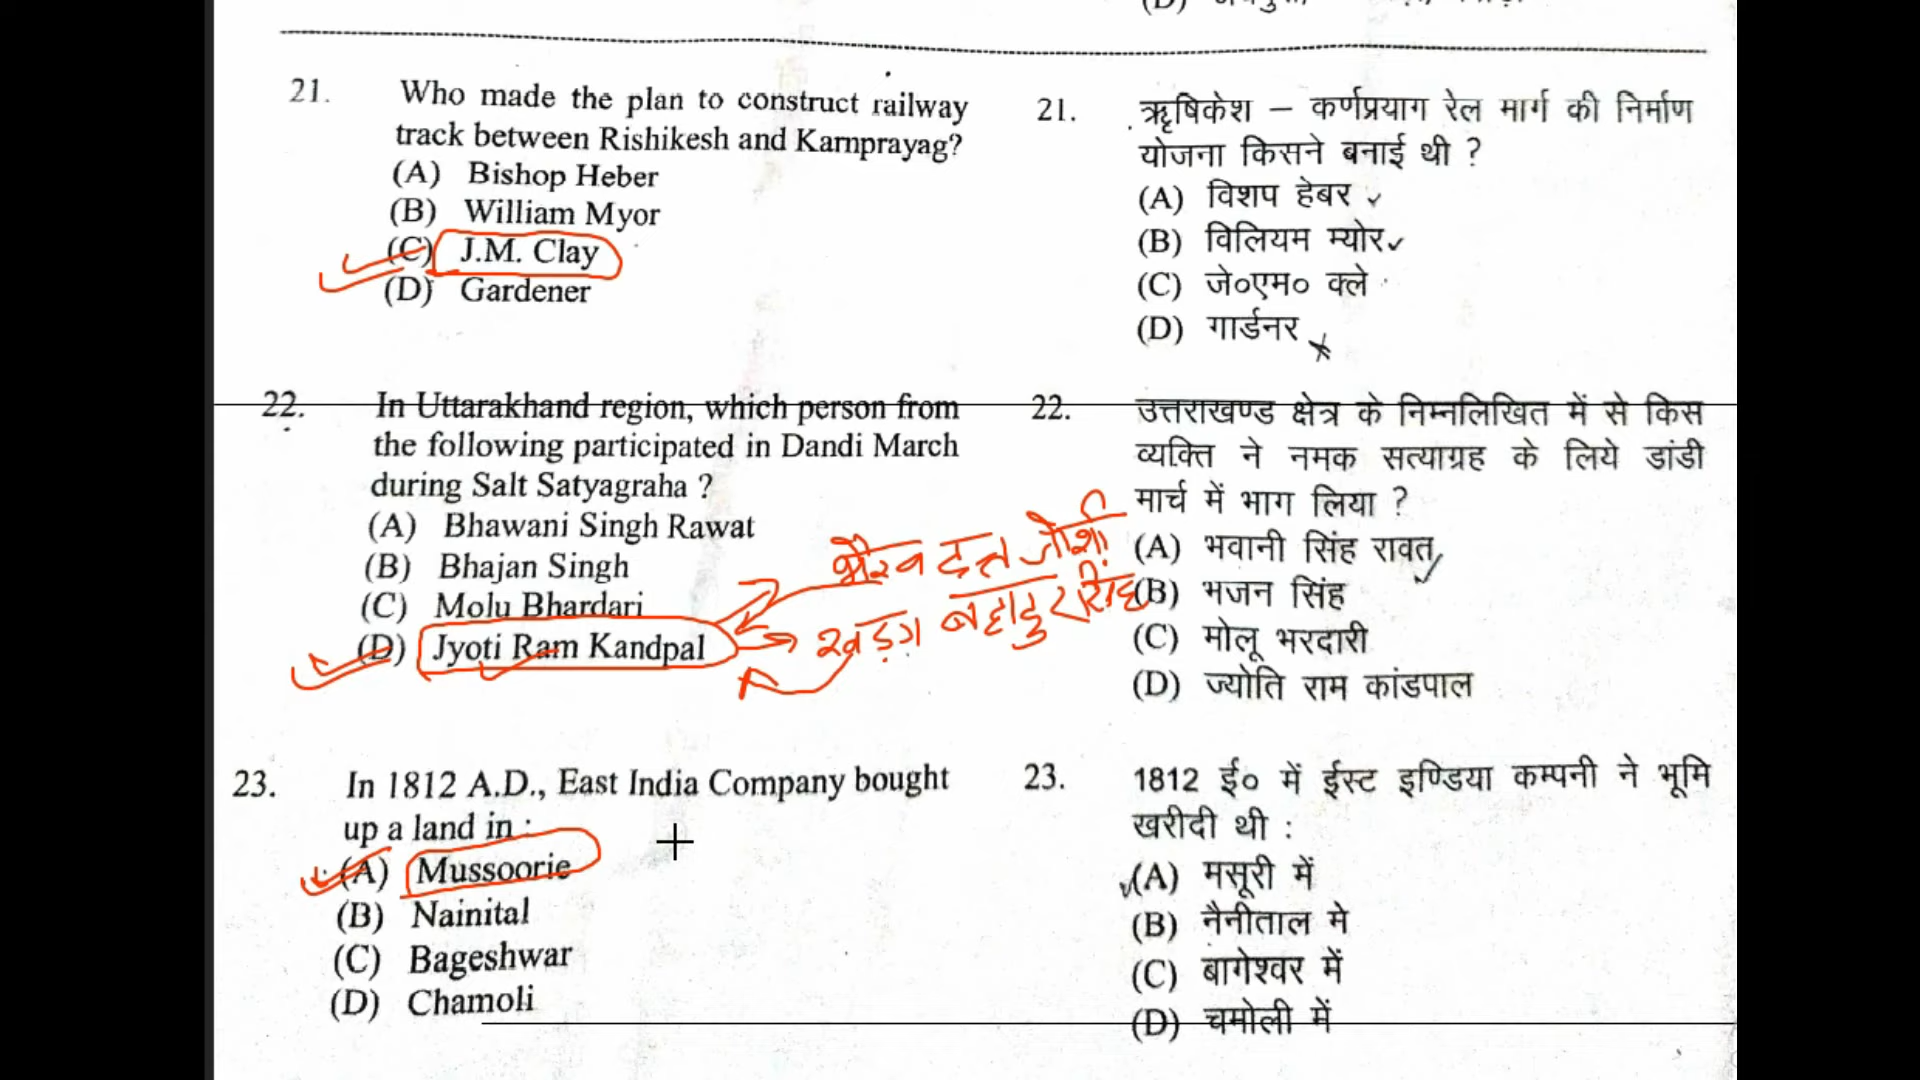 21. Who made the plan to construct railway
track between Rishikesh and Karnprayag?
(A) Bishop Heber
(B) William Myor
(C) J.M. Clay
(D) Gardener
22. In Uttarakhand region, which person from
the following participated in Dandi March
during Salt Satyagraha ?
(A) Bhawani Singh Rawat
(B) Bhajan Singh
(C) Molu Bhardari
(D) Jyoti Ram Kandpal
भैरव दत्त जोशी
खड़ग बहादुर सिंह
23. In 1812 A.D., East India Company bought
up a land in :
(A) Mussoorie
(B) Nainital
(C) Bageshwar
(D) Chamoli
21. ऋषिकेश – कर्णप्रयाग रेल मार्ग की निर्माण
योजना किसने बनाई थी ?
(A) विशप हेबर
(B) विलियम म्योर
(C) जे०एम० क्ले
(D) गार्डनर
22. उत्तराखण्ड क्षेत्र के निम्नलिखित में से किस
व्यक्ति ने नमक सत्याग्रह के लिये डांडी
मार्च में भाग लिया ?
(A) भवानी सिंह रावत
(B) भजन सिंह
(C) मोलू भरदारी
(D) ज्योति राम कांडपाल
23. 1812 ई० में ईस्ट इण्डिया कम्पनी ने भूमि
खरीदी थी :
(A) मसूरी में
(B) नैनीताल मे
(C) बागेश्वर में
(D) चमोली में